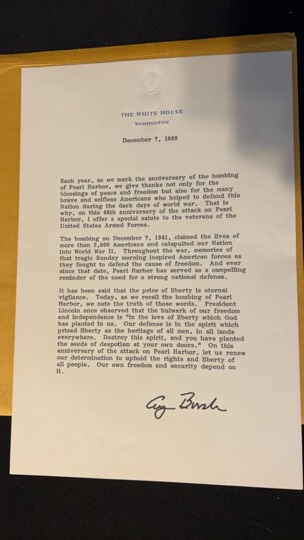 THE WHITE HOUSE
WASHINGTON
December 7, 1989
Each year, as we mark the anniversary of the bombing
of Pearl Harbor, we give thanks not only for the
blessings of peace and freedom but also for the many
brave and selfless Americans who helped to defend this
Nation during the dark days of world war. That is
why, on this 48th anniversary of the attack on Pearl
Harbor, I offer a special salute to the veterans of the
United States Armed Forces.
The bombing on December 7, 1941, claimed the lives of
more than 2,000 Americans and catapulted our Nation
into World War II. Throughout the war, memories of
that tragic Sunday morning inspired American forces as
they fought to defend the cause of freedom. And ever
since that date, Pearl Harbor has served as a compelling
reminder of the need for a strong national defense.
It has been said that the price of liberty is eternal
vigilance. Today, as we recall the bombing of Pearl
Harbor, we note the truth of those words. President
Lincoln once observed that the bulwark of our freedom
and independence is "in the love of liberty which God
has planted in us. Our defense is in the spirit which
prized liberty as the heritage of all men, in all lands
everywhere. Destroy this spirit, and you have planted
the seeds of despotism at your own doors." On this
anniversary of the attack on Pearl Harbor, let us renew
our determination to uphold the rights and liberty of
all people. Our own freedom and security depend on
it.
Bush